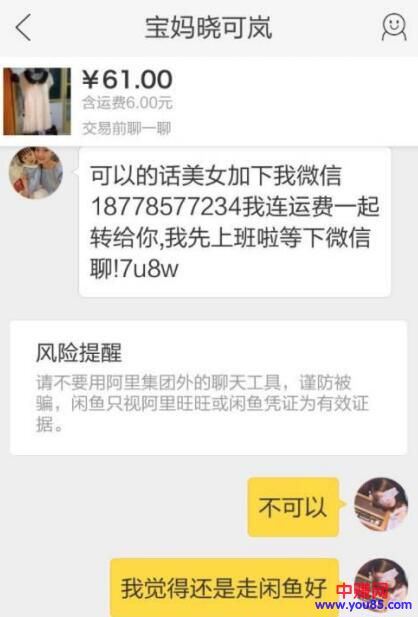 宝妈晓可岚
¥61.00
含运费6.00元
交易前聊一聊
可以的话美女加下我微信
18778577234我连运费一起
转给你,我先上班啦等下微信
聊!7u8w
风险提醒
请不要用阿里集团外的聊天工具，谨防被
骗，闲鱼只视阿里旺旺或闲鱼凭证为有效证
据。
不可以
我觉得还是走闲鱼好
中赚网
www.you85.com